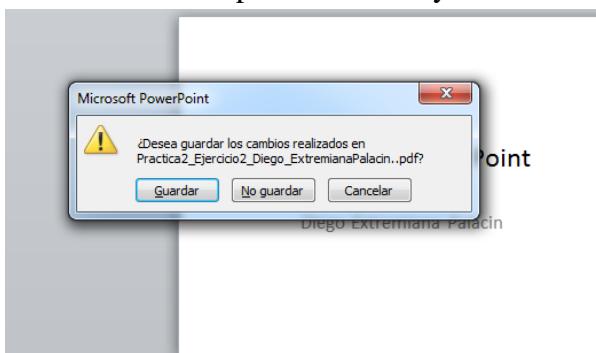 Microsoft PowerPoint
¿Desea guardar los cambios realizados en
Practica2_Ejercicio2_Diego_ExtremianaPalacin..pdf?
Guardar No guardar Cancelar
Point
Diego Extremiana Palacin